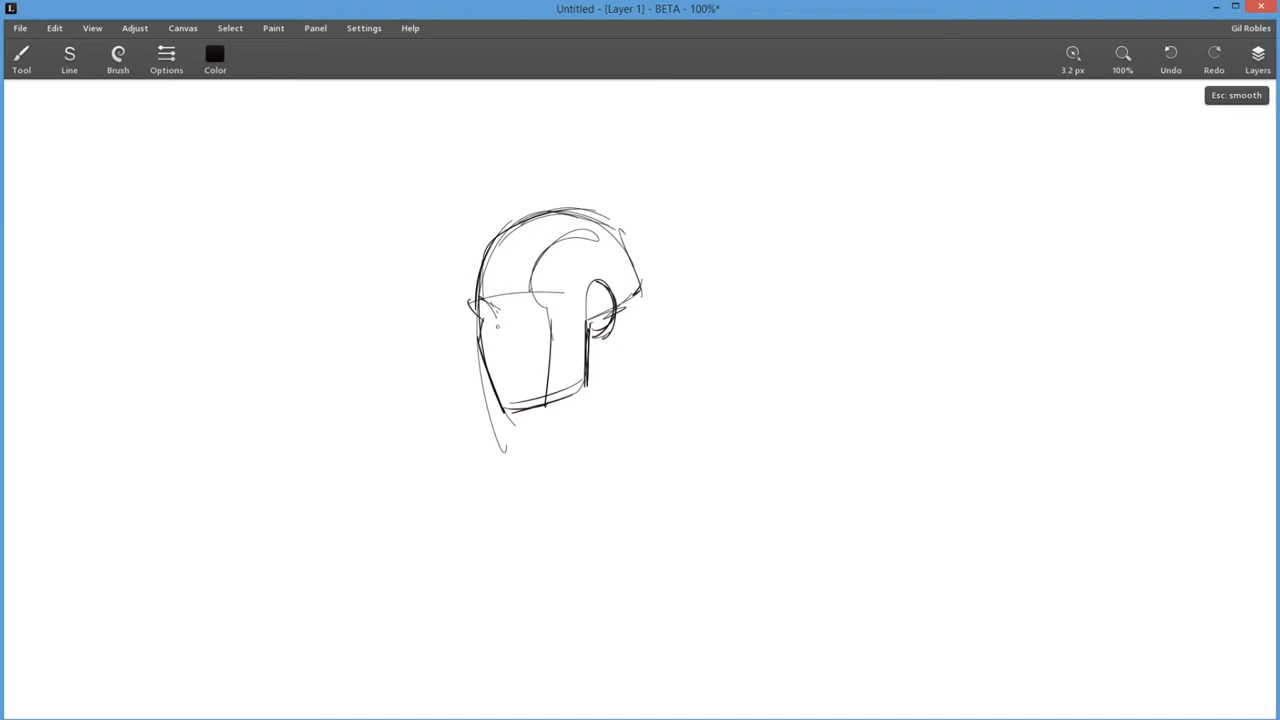 L
Untitled - [Layer 1] - BETA - 100%*
File Edit View Adjust Canvas Select Paint Panel Settings Help Gil Robles
S
Tool Line Brush Options Color 3.2 px 100% Undo Redo Layers
Esc: smooth